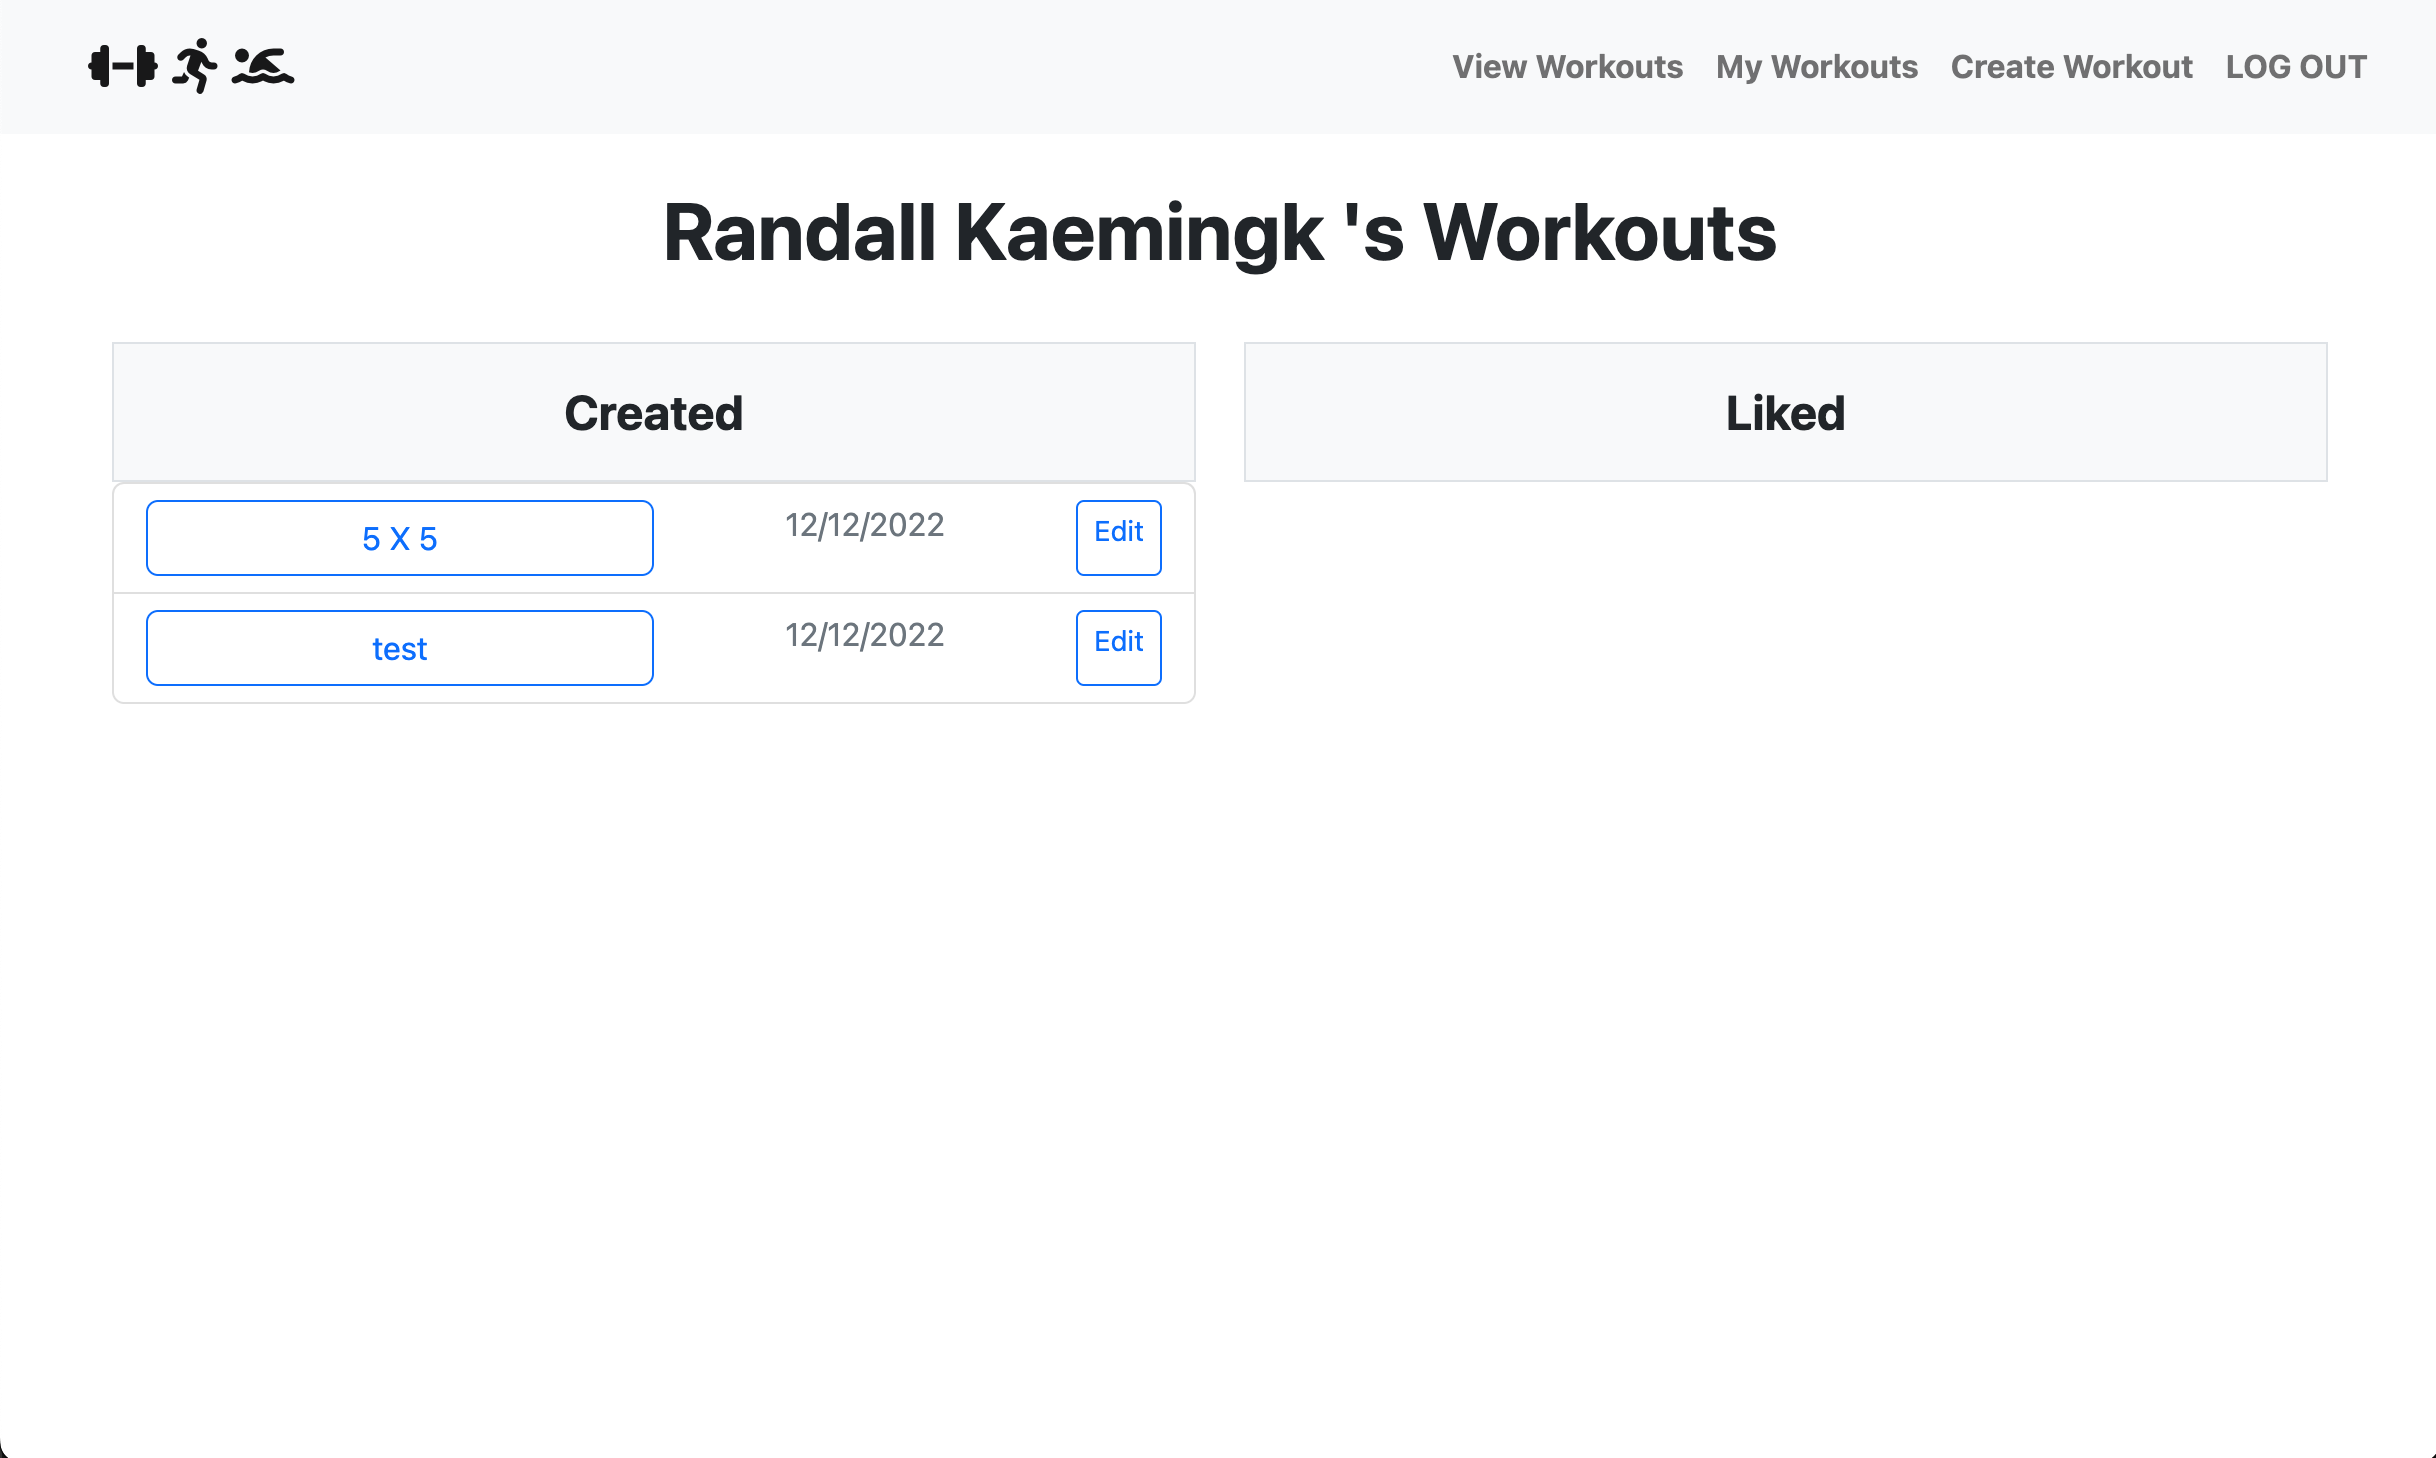 View Workouts My Workouts Create Workout LOG OUT
Randall Kaemingk 's Workouts
Created
5 X 5 12/12/2022 Edit
test 12/12/2022 Edit
Liked